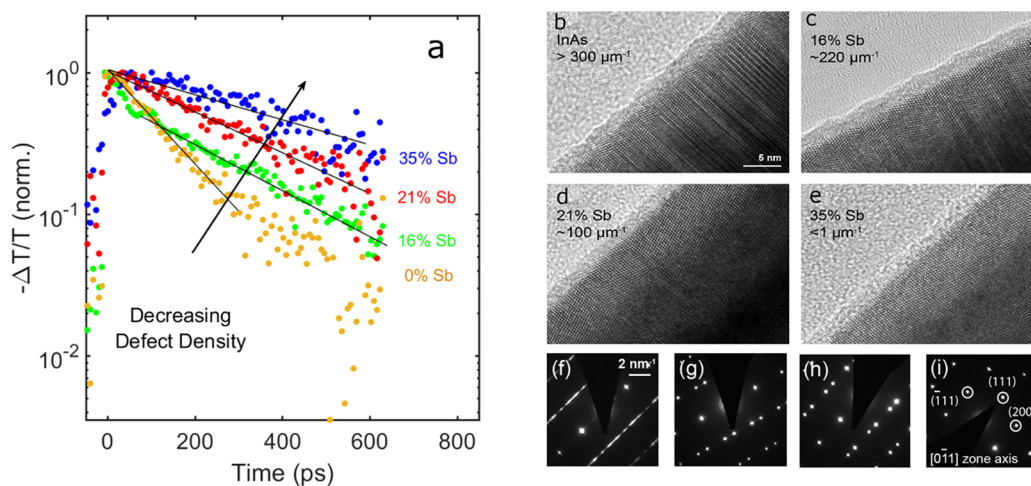 a
10⁰
10⁻¹
10⁻²
-ΔT/T (norm.)
35% Sb
21% Sb
16% Sb
0% Sb
Decreasing
Defect Density
0
200
400
600
800
Time (ps)
b
InAs
> 300 µm⁻¹
5 nm
c
16% Sb
~220 µm⁻¹
d
21% Sb
~100 µm⁻¹
e
35% Sb
<1 µm⁻¹
(f)
2 nm⁻¹
(g)
(h)
(i)
(1̅11)
(111)
(200)
[01̅1] zone axis